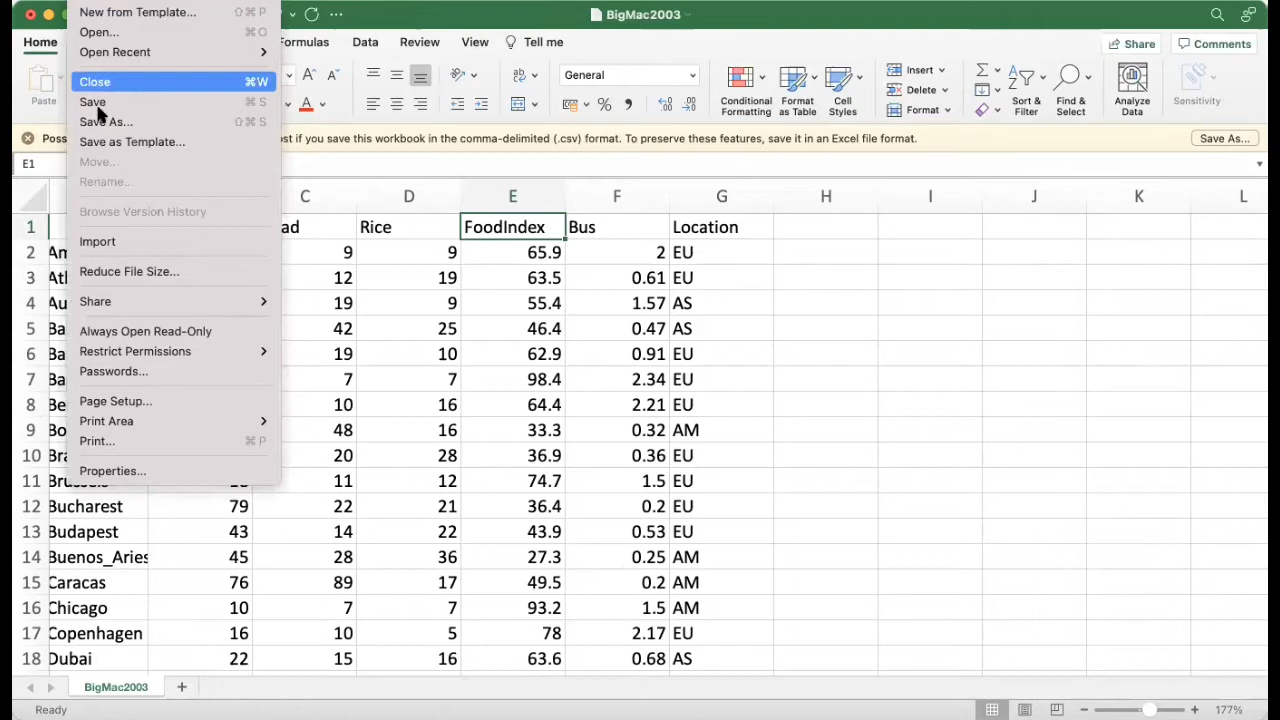 New from Template... ⇧⌘P
Open... ⌘O
Open Recent
Close ⌘W
Save ⌘S
Save As... ⇧⌘S
Save as Template...
Move...
Rename...
Browse Version History
Import
Reduce File Size...
Share
Always Open Read-Only
Restrict Permissions
Passwords...
Page Setup...
Print Area
Print... ⌘P
Properties...
BigMac2003
Home Formulas Data Review View Tell me Share Comments
Paste
General
Conditional Formatting
Format as Table
Cell Styles
Insert
Delete
Format
Sort & Filter
Find & Select
Analyze Data
Sensitivity
Poss
st if you save this workbook in the comma-delimited (.csv) format. To preserve these features, save it in an Excel file format. Save As...
E1
C D E F G H I J K L
1 ad Rice FoodIndex Bus Location
2 Am 9 9 65.9 2 EU
3 Ath 12 19 63.5 0.61 EU
4 Au 19 9 55.4 1.57 AS
5 Ba 42 25 46.4 0.47 AS
6 Ba 19 10 62.9 0.91 EU
7 Ba 7 7 98.4 2.34 EU
8 Be 10 16 64.4 2.21 EU
9 Bo 48 16 33.3 0.32 AM
10 Bra 20 28 36.9 0.36 EU
11 Brussels 11 12 74.7 1.5 EU
12 Bucharest 79 22 21 36.4 0.2 EU
13 Budapest 43 14 22 43.9 0.53 EU
14 Buenos_Aries 45 28 36 27.3 0.25 AM
15 Caracas 76 89 17 49.5 0.2 AM
16 Chicago 10 7 7 93.2 1.5 AM
17 Copenhagen 16 10 5 78 2.17 EU
18 Dubai 22 15 16 63.6 0.68 AS
BigMac2003
Ready 177%